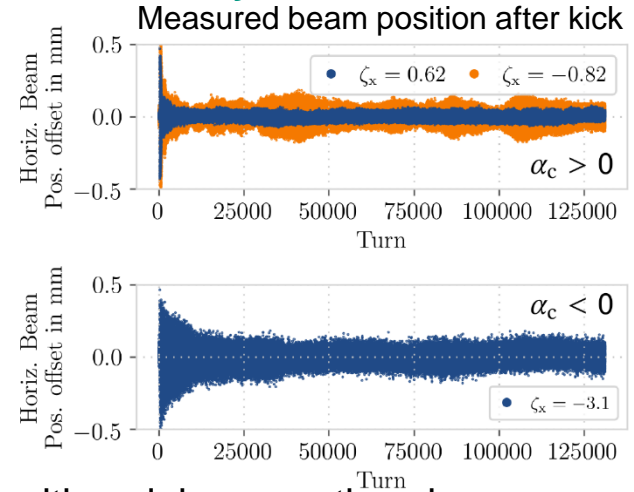 Measured beam position after kick
Horiz. Beam
Pos. offset in mm
0.5
0.0
−0.5
ζx = 0.62 ζx = −0.82
αc > 0
0 25000 50000 75000 100000 125000
Turn
Horiz. Beam
Pos. offset in mm
0.5
0.0
−0.5
αc < 0
ζx = −3.1
0 25000 50000 75000 100000 125000
Turn